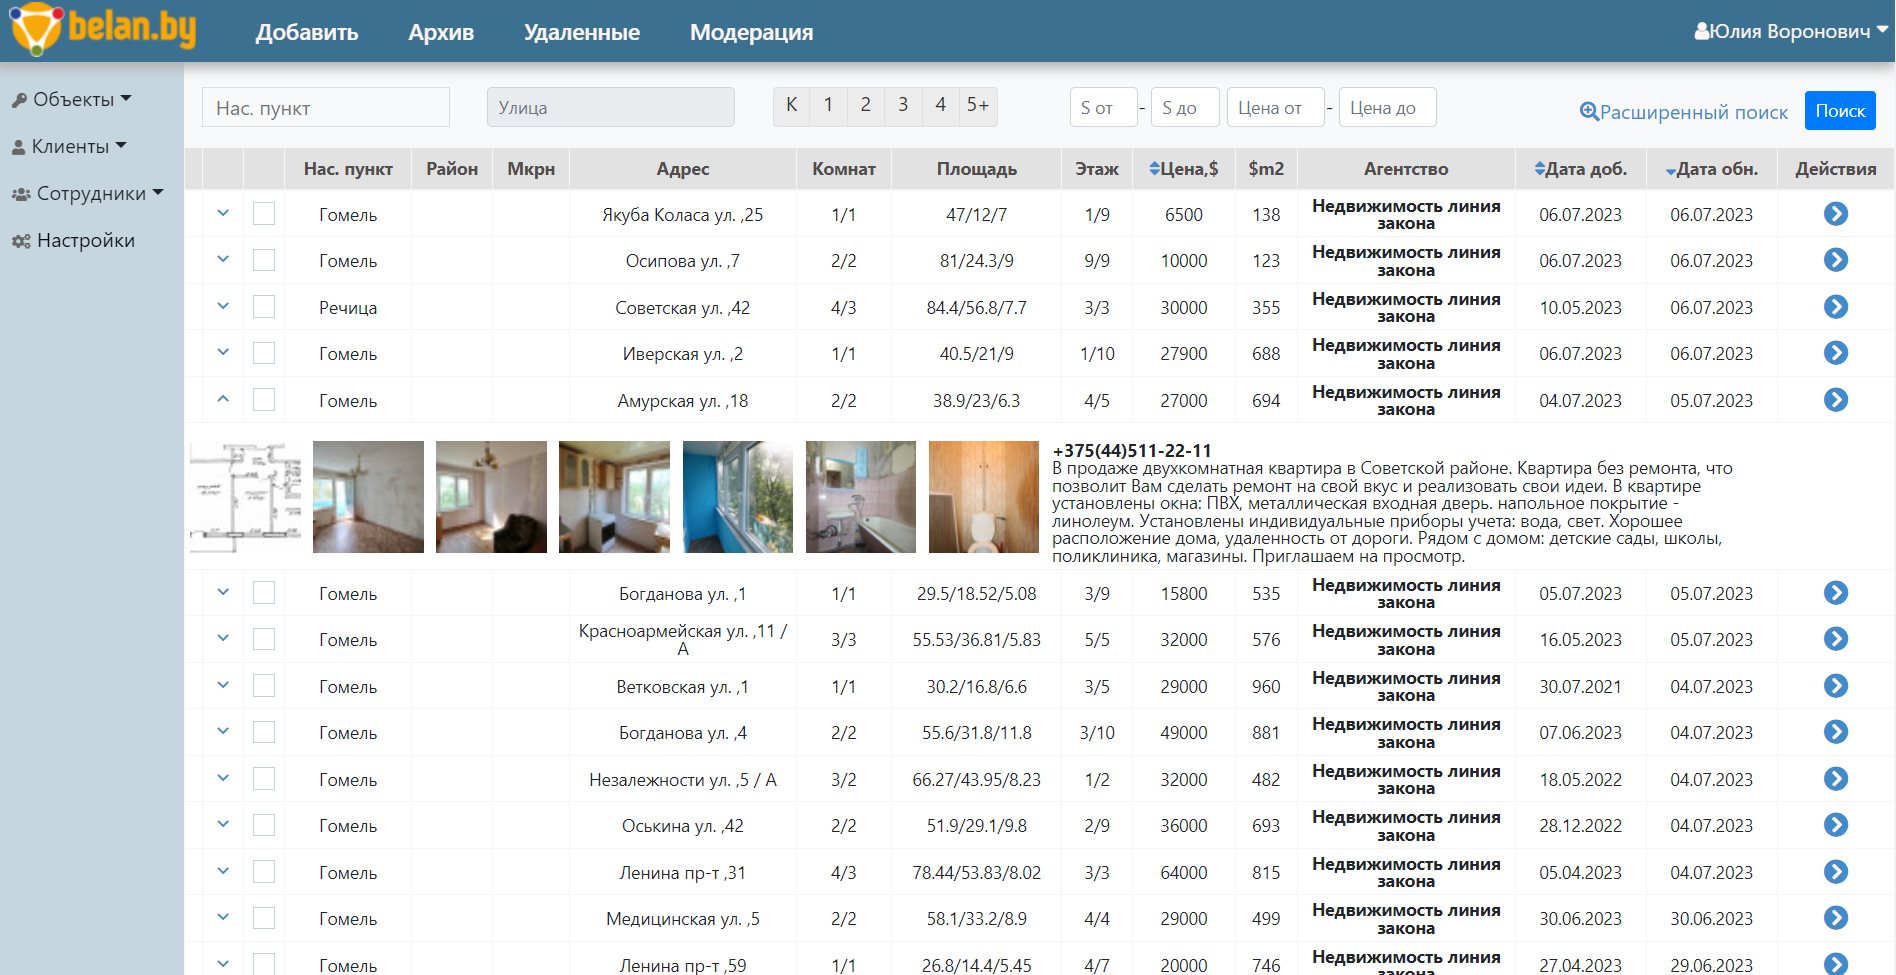 belan.by
Добавить Архив Удаленные Модерация
Юлия Воронович
Объекты
Клиенты
Сотрудники
Настройки
Нас. пункт Улица К 1 2 3 4 5+ S от - S до Цена от - Цена до Расширенный поиск Поиск
Нас. пункт Район Мкрн Адрес Комнат Площадь Этаж Цена,$ $m2 Агентство Дата доб. Дата обн. Действия
Гомель Якуба Коласа ул. ,25 1/1 47/12/7 1/9 6500 138 Недвижимость линия закона 06.07.2023 06.07.2023
Гомель Осипова ул. ,7 2/2 81/24.3/9 9/9 10000 123 Недвижимость линия закона 06.07.2023 06.07.2023
Речица Советская ул. ,42 4/3 84.4/56.8/7.7 3/3 30000 355 Недвижимость линия закона 10.05.2023 06.07.2023
Гомель Иверская ул. ,2 1/1 40.5/21/9 1/10 27900 688 Недвижимость линия закона 06.07.2023 06.07.2023
Гомель Амурская ул. ,18 2/2 38.9/23/6.3 4/5 27000 694 Недвижимость линия закона 04.07.2023 05.07.2023
+375(44)511-22-11
В продаже двухкомнатная квартира в Советской районе. Квартира без ремонта, что
позволит Вам сделать ремонт на свой вкус и реализовать свои идеи. В квартире
установлены окна: ПВХ, металлическая входная дверь. напольное покрытие -
линолеум. Установлены индивидуальные приборы учета: вода, свет. Хорошее
расположение дома, удаленность от дороги. Рядом с домом: детские сады, школы,
поликлиника, магазины. Приглашаем на просмотр.
Гомель Богданова ул. ,1 1/1 29.5/18.52/5.08 3/9 15800 535 Недвижимость линия закона 05.07.2023 05.07.2023
Гомель Красноармейская ул. ,11 / А 3/3 55.53/36.81/5.83 5/5 32000 576 Недвижимость линия закона 16.05.2023 05.07.2023
Гомель Ветковская ул. ,1 1/1 30.2/16.8/6.6 3/5 29000 960 Недвижимость линия закона 30.07.2021 04.07.2023
Гомель Богданова ул. ,4 2/2 55.6/31.8/11.8 3/10 49000 881 Недвижимость линия закона 07.06.2023 04.07.2023
Гомель Незалежности ул. ,5 / А 3/2 66.27/43.95/8.23 1/2 32000 482 Недвижимость линия закона 18.05.2022 04.07.2023
Гомель Оськина ул. ,42 2/2 51.9/29.1/9.8 2/9 36000 693 Недвижимость линия закона 28.12.2022 04.07.2023
Гомель Ленина пр-т ,31 4/3 78.44/53.83/8.02 3/3 64000 815 Недвижимость линия закона 05.04.2023 04.07.2023
Гомель Медицинская ул. ,5 2/2 58.1/33.2/8.9 4/4 29000 499 Недвижимость линия закона 30.06.2023 30.06.2023
Гомель Ленина пр-т ,59 1/1 26.8/14.4/5.45 4/7 20000 746 Недвижимость линия закона 27.04.2023 29.06.2023